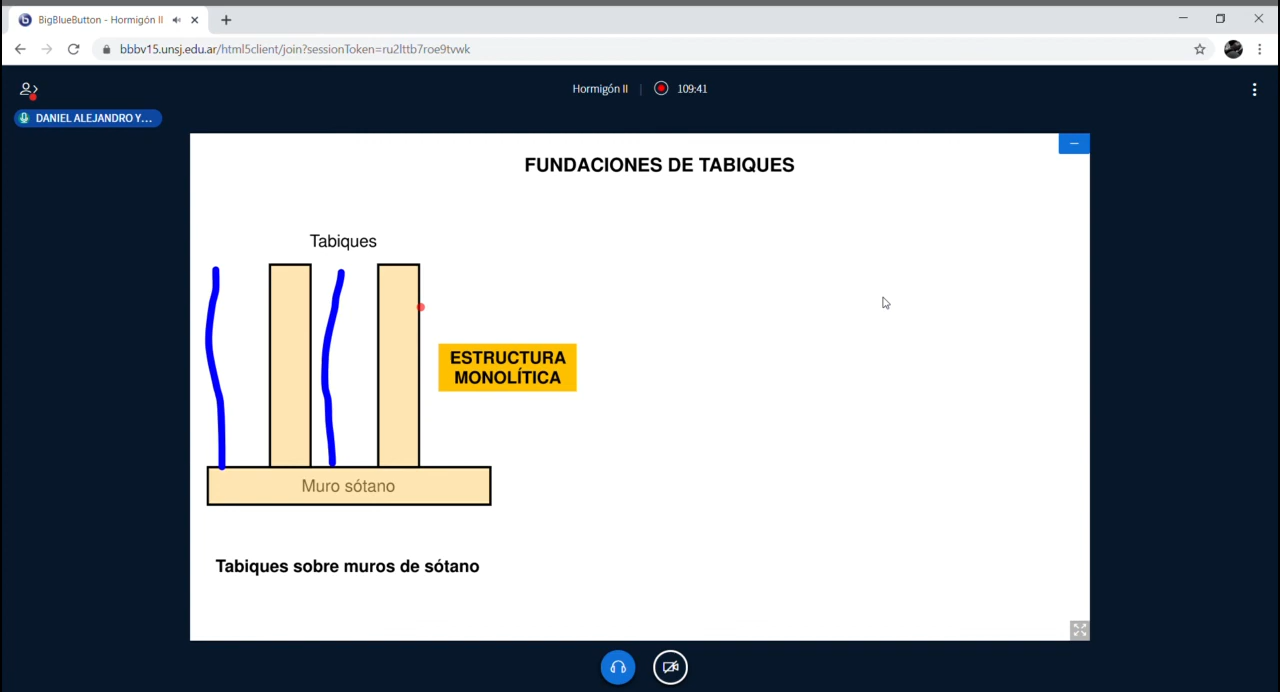 BigBlueButton - Hormigón II
bbbv15.unsj.edu.ar/html5client/join?sessionToken=ru2lttb7roe9tvwk
Hormigón II
109:41
DANIEL ALEJANDRO Y...
FUNDACIONES DE TABIQUES
Tabiques
ESTRUCTURA
MONOLÍTICA
Muro sótano
Tabiques sobre muros de sótano